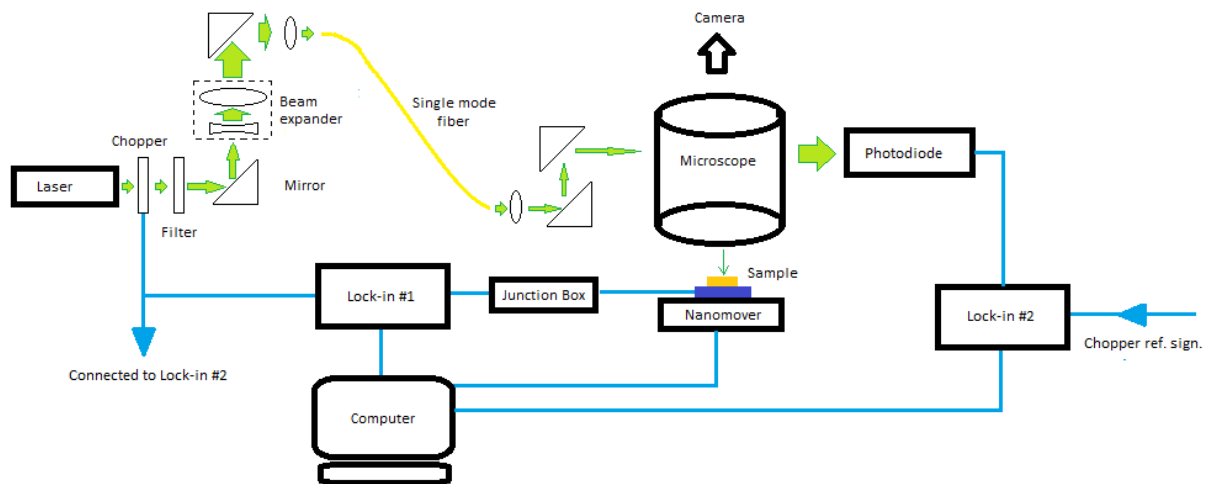 Camera
Beam
expander
Single mode
fiber
Chopper
Microscope
Photodiode
Laser
Mirror
Filter
Sample
Lock-in #1
Junction Box
Nanomover
Lock-in #2
Chopper ref. sign.
Connected to Lock-in #2
Computer